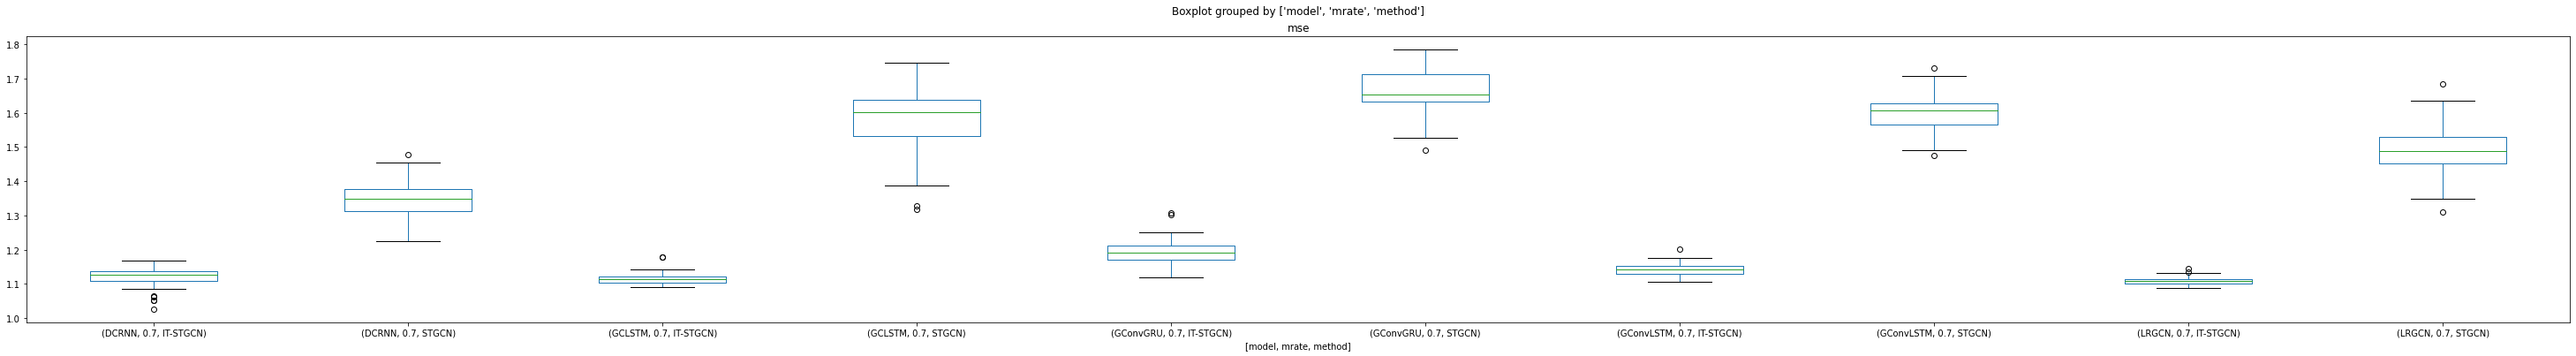 Boxplot grouped by ['model', 'mrate', 'method']
mse
1.8
1.7
1.6
1.5
1.4
1.3
1.2
1.1
1.0
(DCRNN, 0.7, IT-STGCN) (DCRNN, 0.7, STGCN) (GCLSTM, 0.7, IT-STGCN) (GCLSTM, 0.7, STGCN) (GConvGRU, 0.7, IT-STGCN) (GConvGRU, 0.7, STGCN) (GConvLSTM, 0.7, IT-STGCN) (GConvLSTM, 0.7, STGCN) (LRGCN, 0.7, IT-STGCN) (LRGCN, 0.7, STGCN)
[model, mrate, method]